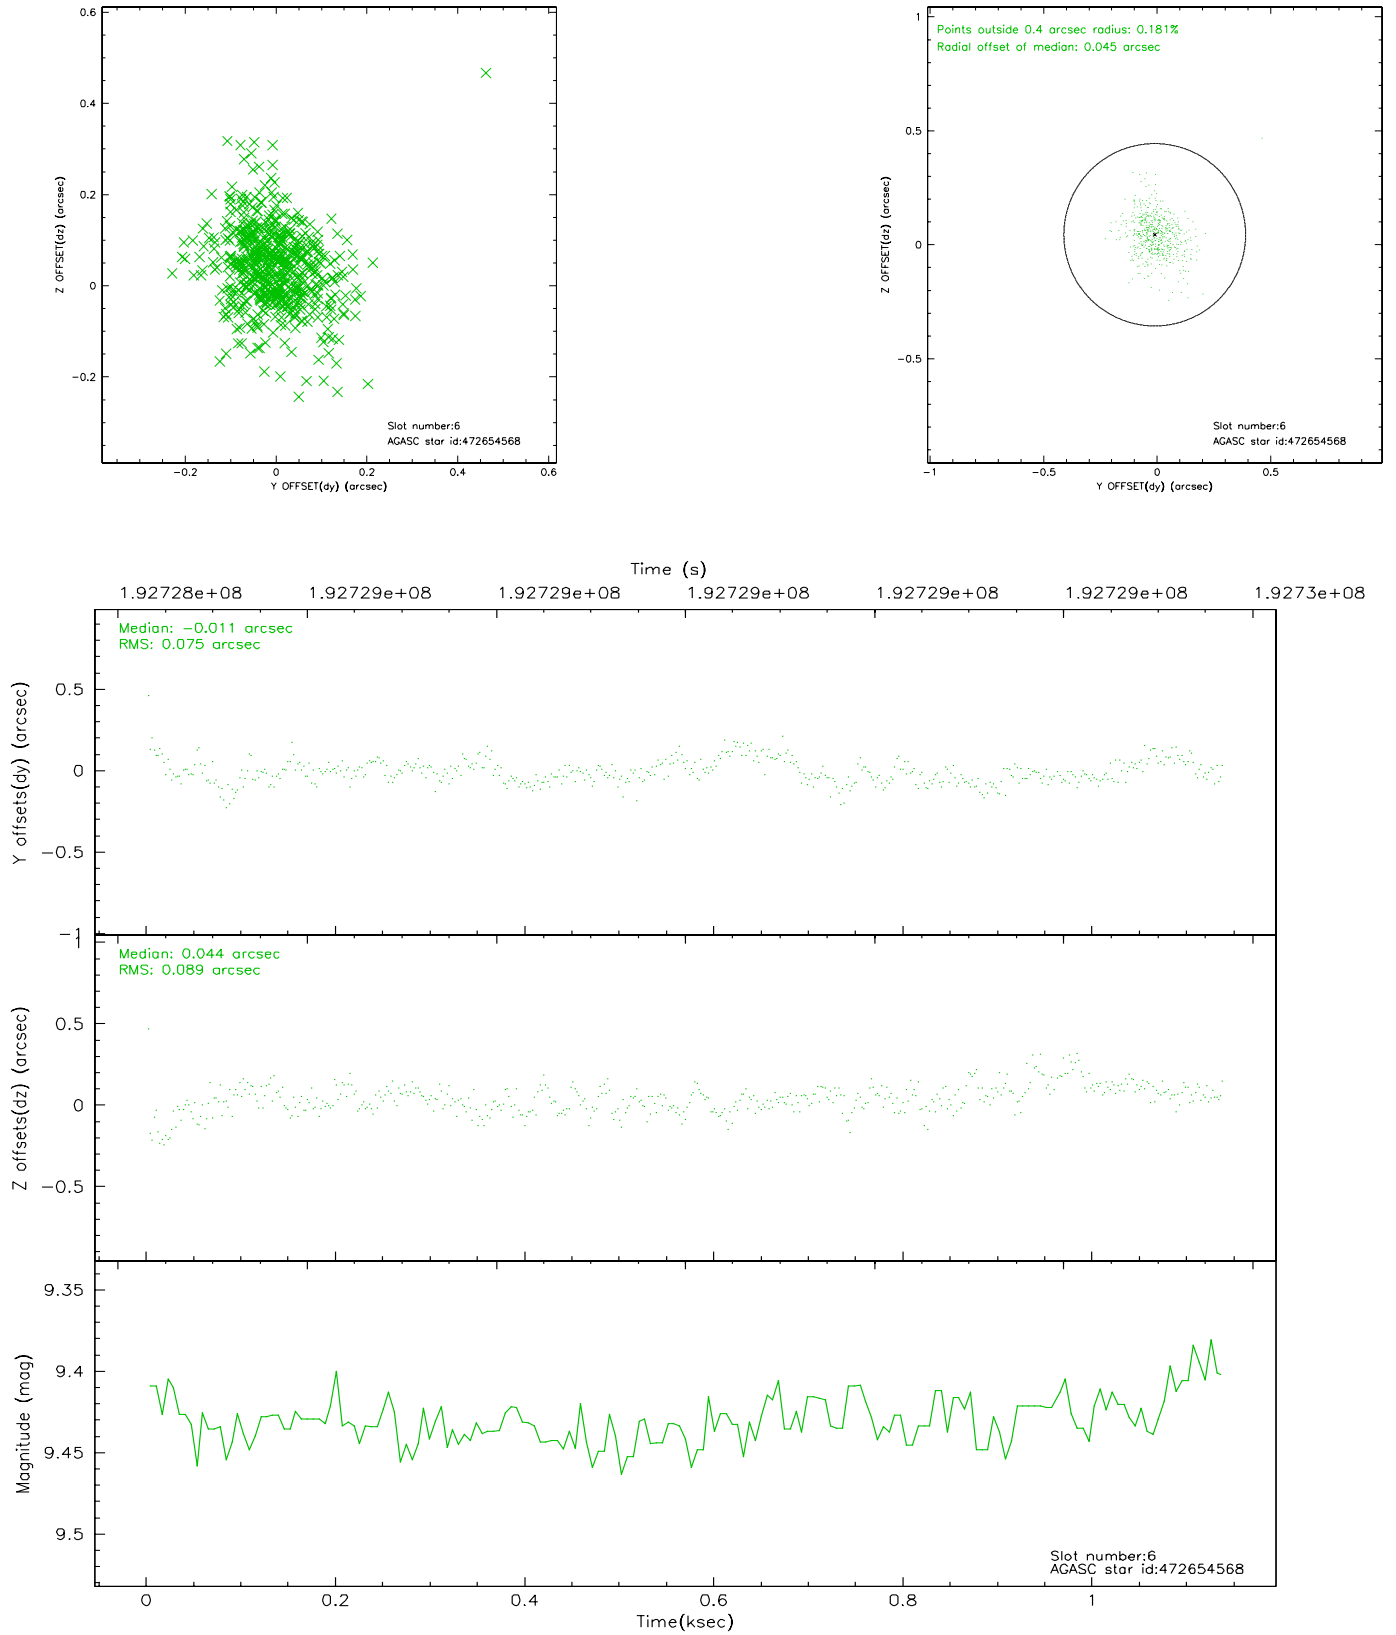 0.6
0.4
0.2
0
−0.2
Z OFFSET(dz) (arcsec)
Slot number:6
AGASC star id:472654568
−0.2 0 0.2 0.4 0.6
Y OFFSET(dy) (arcsec)
Points outside 0.4 arcsec radius: 0.181%
Radial offset of median: 0.045 arcsec
1
0.5
0
−0.5
Z OFFSET(dz) (arcsec)
Slot number:6
AGASC star id:472654568
−1 −0.5 0 0.5
Y OFFSET(dy) (arcsec)
Time (s)
1.92728e+08 1.92729e+08 1.92729e+08 1.92729e+08 1.92729e+08 1.92729e+08 1.9273e+08
Median: −0.011 arcsec
RMS: 0.075 arcsec
0.5
0
−0.5
−1
Y offsets(dy) (arcsec)
Median: 0.044 arcsec
RMS: 0.089 arcsec
1
0.5
0
−0.5
Z offsets(dz) (arcsec)
9.35
9.4
9.45
9.5
Magnitude (mag)
Slot number:6
AGASC star id:472654568
0 0.2 0.4 0.6 0.8 1
Time(ksec)